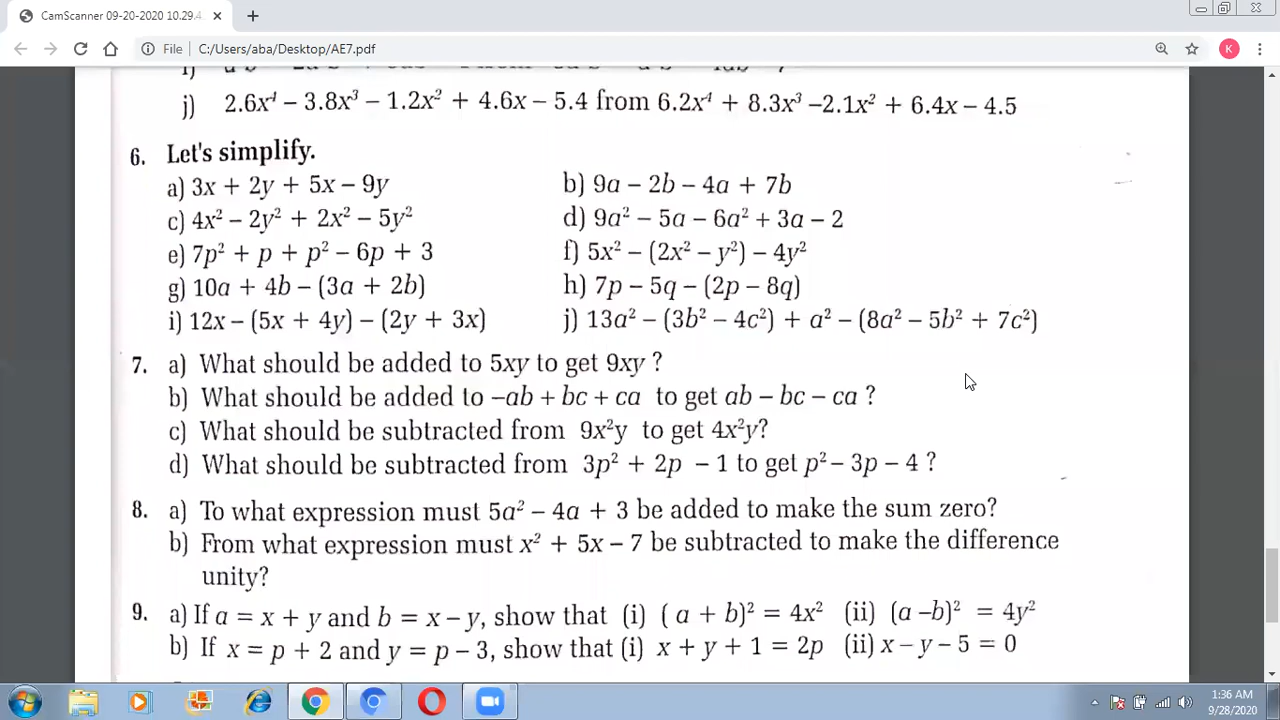 CamScanner 09-20-2020 10.29.4
File C:/Users/aba/Desktop/AE7.pdf
K
j) 2.6x⁴ – 3.8x³ – 1.2x² + 4.6x – 5.4 from 6.2x⁴ + 8.3x³ –2.1x² + 6.4x – 4.5
6. Let's simplify.
a) 3x + 2y + 5x – 9y b) 9a – 2b – 4a + 7b
c) 4x² – 2y² + 2x² – 5y² d) 9a² – 5a – 6a² + 3a – 2
e) 7p² + p + p² – 6p + 3 f) 5x² – (2x² – y²) – 4y²
g) 10a + 4b – (3a + 2b) h) 7p – 5q – (2p – 8q)
i) 12x – (5x + 4y) – (2y + 3x) j) 13a² – (3b² – 4c²) + a² – (8a² – 5b² + 7c²)
7. a) What should be added to 5xy to get 9xy ?
b) What should be added to –ab + bc + ca to get ab – bc – ca ?
c) What should be subtracted from 9x²y to get 4x²y?
d) What should be subtracted from 3p² + 2p – 1 to get p² – 3p – 4 ?
8. a) To what expression must 5a² – 4a + 3 be added to make the sum zero?
b) From what expression must x² + 5x – 7 be subtracted to make the difference
unity?
9. a) If a = x + y and b = x – y, show that (i) ( a + b)² = 4x² (ii) (a –b)² = 4y²
b) If x = p + 2 and y = p – 3, show that (i) x + y + 1 = 2p (ii) x – y – 5 = 0
1:36 AM
9/28/2020